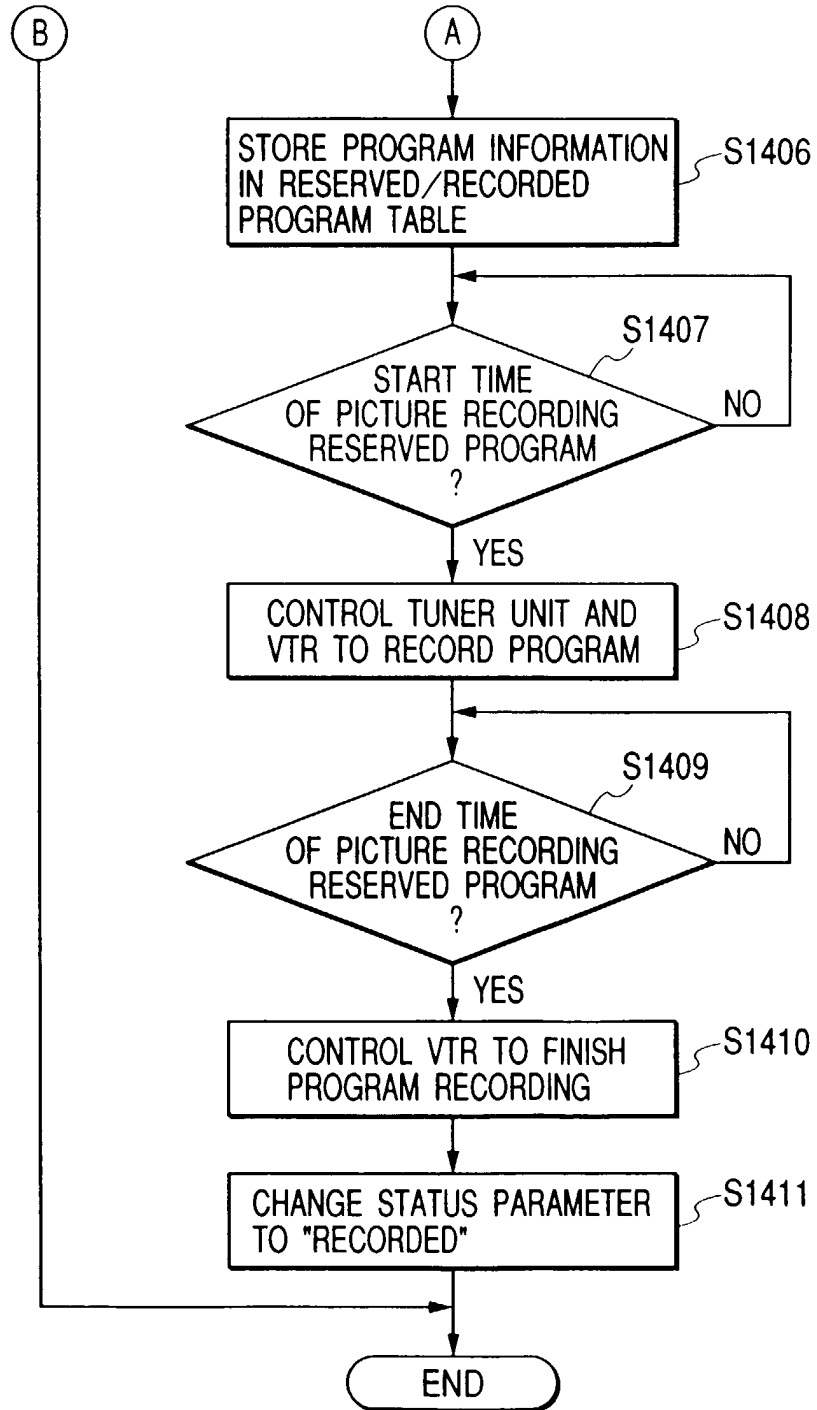 B
A
STORE PROGRAM INFORMATION
IN RESERVED/RECORDED
PROGRAM TABLE
S1406
S1407
START TIME
OF PICTURE RECORDING
RESERVED PROGRAM
?
NO
YES
CONTROL TUNER UNIT AND
VTR TO RECORD PROGRAM
S1408
S1409
END TIME
OF PICTURE RECORDING
RESERVED PROGRAM
?
NO
YES
CONTROL VTR TO FINISH
PROGRAM RECORDING
S1410
CHANGE STATUS PARAMETER
TO "RECORDED"
S1411
END